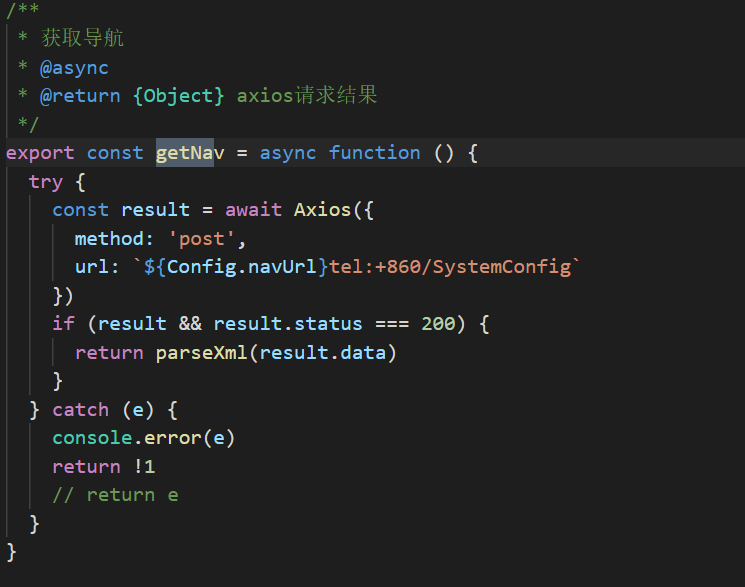 /**
 * 获取导航
 * @async
 * @return {Object} axios请求结果
 */
export const getNav = async function () {
  try {
    const result = await Axios({
      method: 'post',
      url: `${Config.navUrl}tel:+860/SystemConfig`
    })
    if (result && result.status === 200) {
      return parseXml(result.data)
    }
  } catch (e) {
    console.error(e)
    return !1
    // return e
  }
}